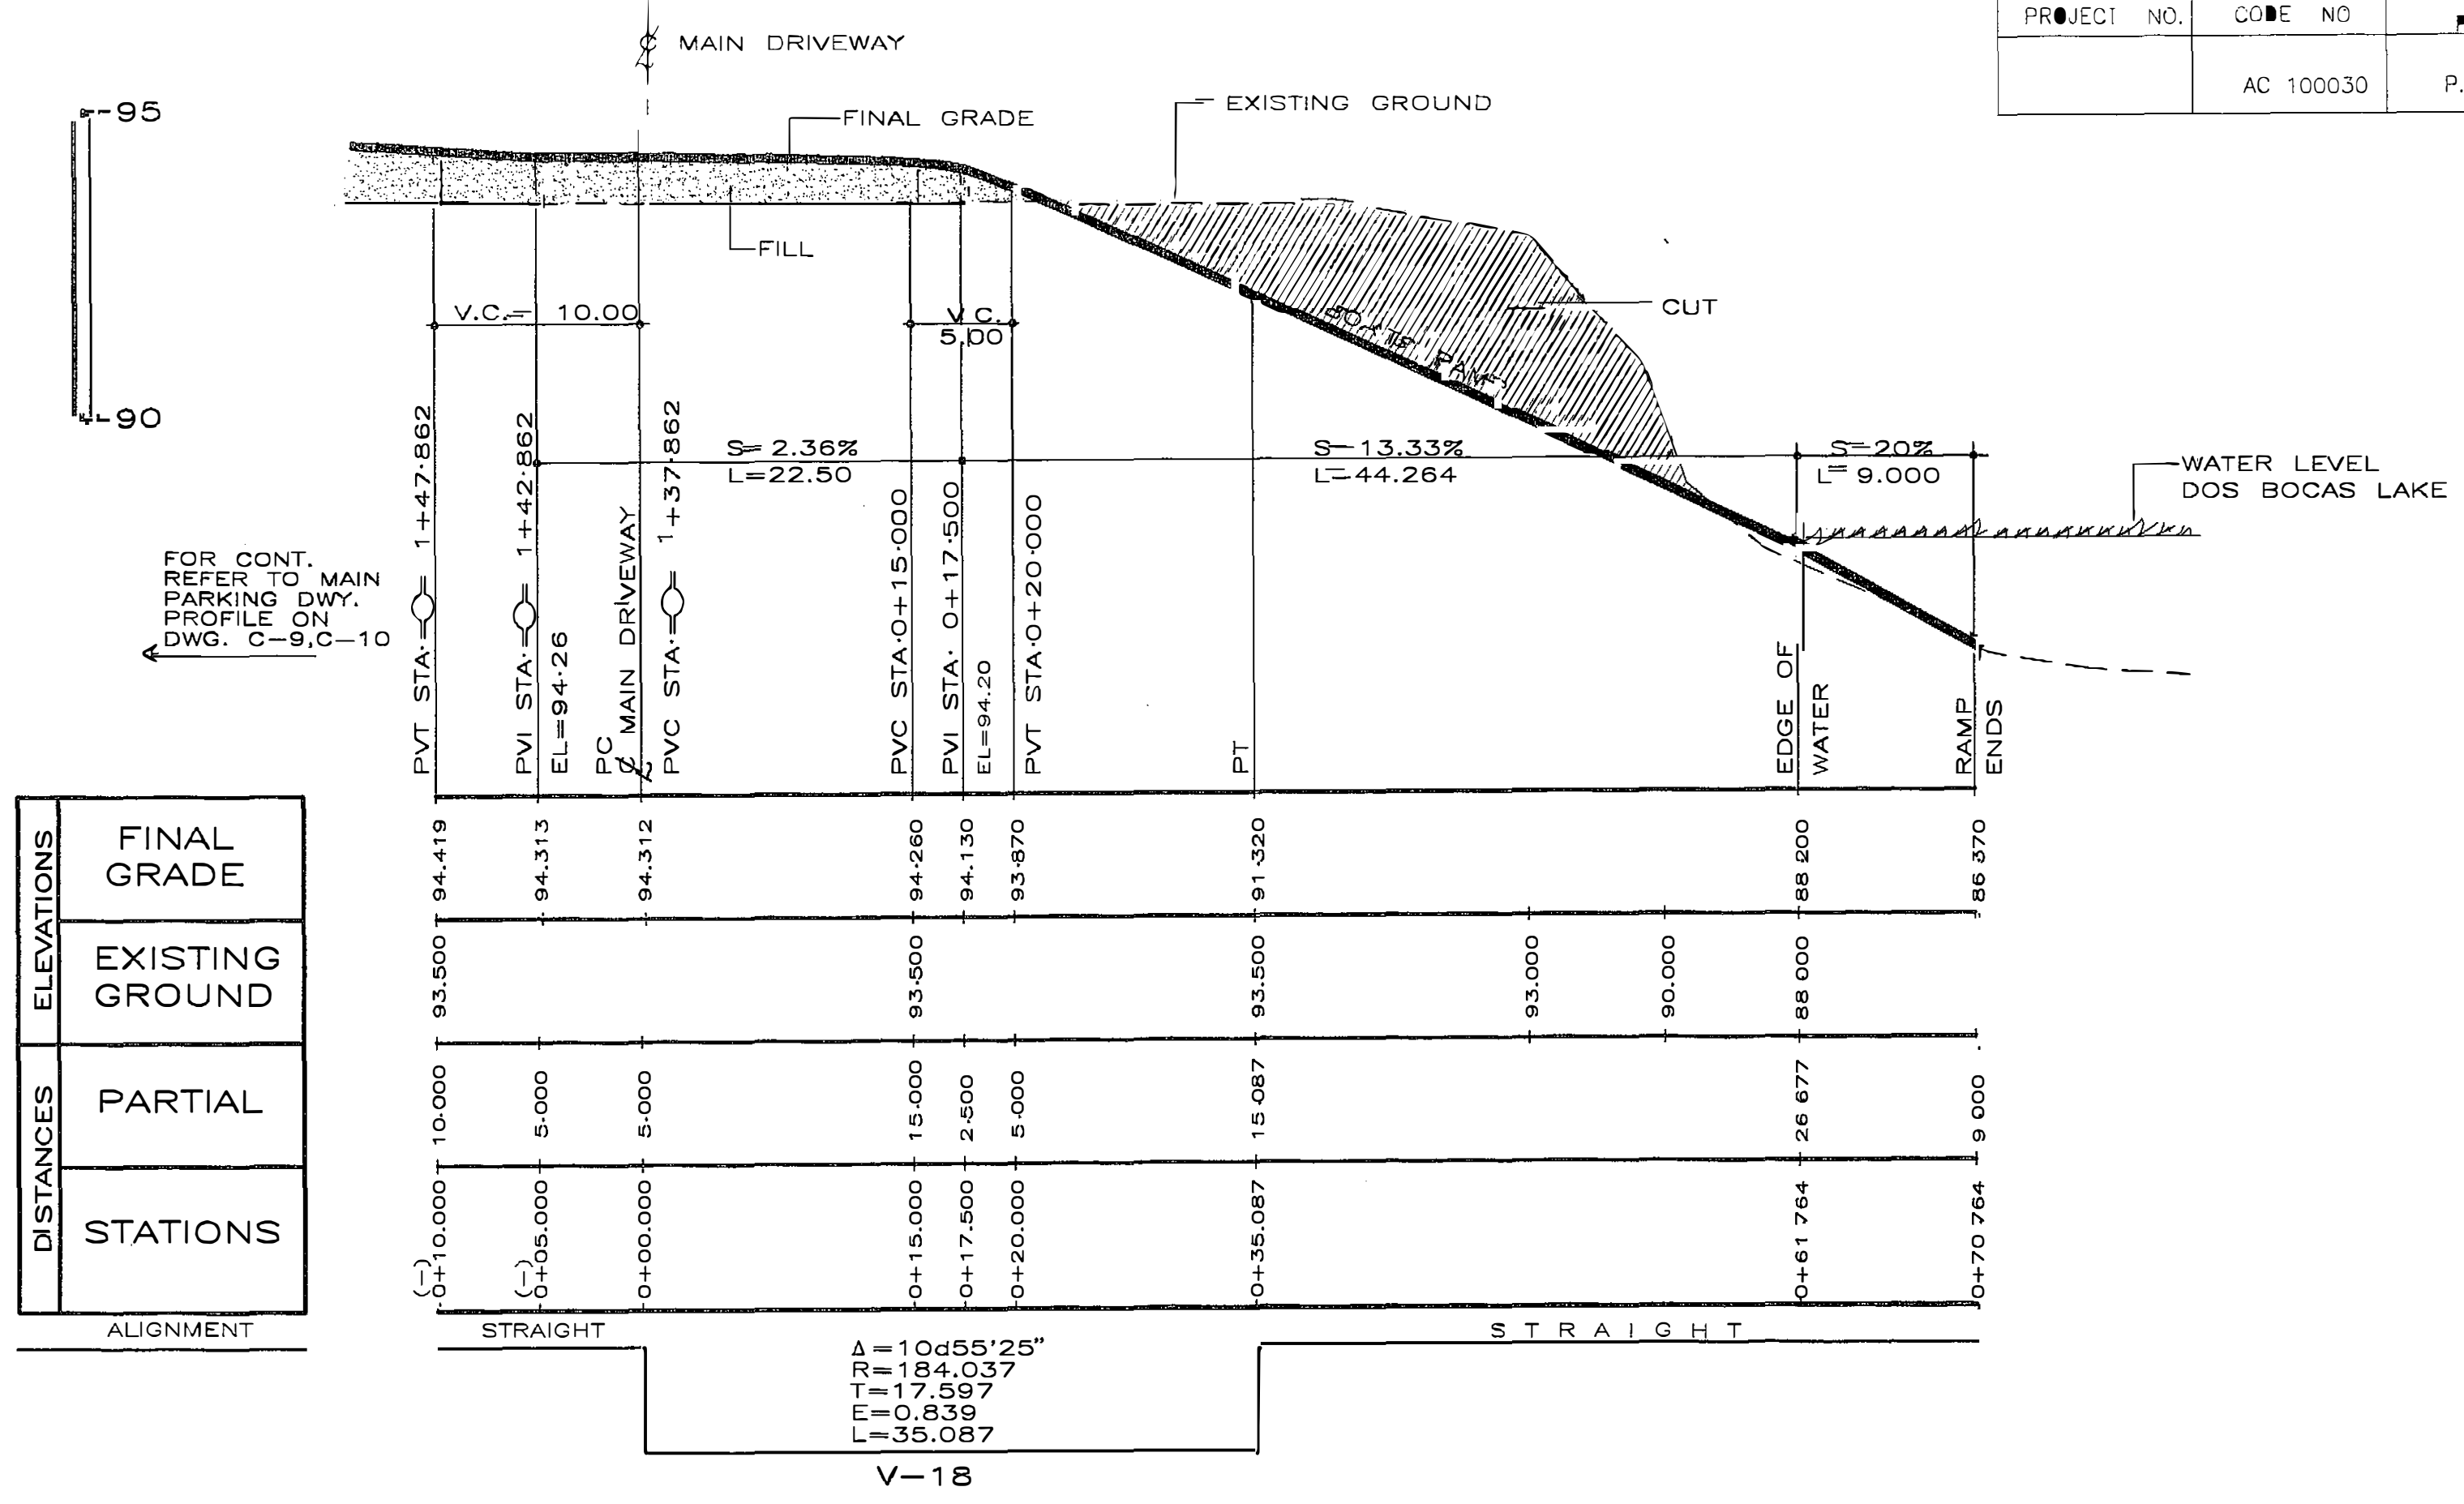 PROJECT NO.
CODE NO
AC 100030
P.
MAIN DRIVEWAY
95
90
FINAL GRADE
EXISTING GROUND
FILL
CUT
V.C.= 10.00
V.C.
5.00
BOATS RAMP
S= 2.36%
L=22.50
S=13.33%
L=44.264
S=20%
L= 9.000
WATER LEVEL
DOS BOCAS LAKE
FOR CONT.
REFER TO MAIN
PARKING DWY.
PROFILE ON
DWG. C-9,C-10
PVT STA. 1+47.862
PVI STA. 1+42.862
EL=94.26
PC
MAIN DRIVEWAY
PVC STA. 1+37.862
PVC STA.0+15.000
PVI STA. 0+17.500
EL=94.20
PVT STA.0+20.000
PT
EDGE OF
WATER
RAMP
ENDS
ELEVATIONS
FINAL
GRADE
94.419 94.313 94.312 94.260 94.130 93.870 91.320 88 200 86 370
EXISTING
GROUND
93.500 93.500 93.500 93.000 90.000 88 000
DISTANCES
PARTIAL
10.000 5.000 5.000 15.000 2.500 5.000 15.087 26 677 9 000
STATIONS
(-) 0+10.000 (-) 0+05.000 0+00.000 0+15.000 0+17.500 0+20.000 0+35.087 0+61 764 0+70 764
ALIGNMENT
STRAIGHT
STRAIGHT
Δ=10d55'25"
R=184.037
T=17.597
E=0.839
L=35.087
V-18